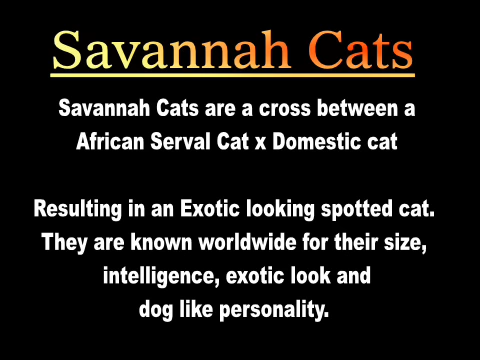 Savannah Cats
Savannah Cats are a cross between a
African Serval Cat x Domestic cat
Resulting in an Exotic looking spotted cat.
They are known worldwide for their size,
intelligence, exotic look and
dog like personality.